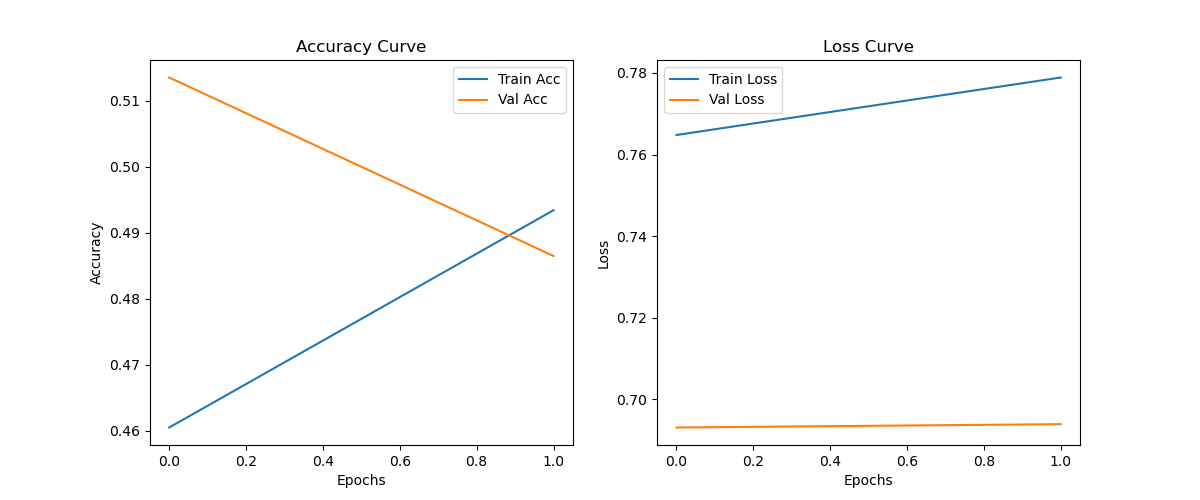 Accuracy Curve
Train Acc
Val Acc
0.51
0.50
0.49
0.48
0.47
0.46
Accuracy
0.0 0.2 0.4 0.6 0.8 1.0
Epochs
Loss Curve
Train Loss
Val Loss
0.78
0.76
0.74
0.72
0.70
Loss
0.0 0.2 0.4 0.6 0.8 1.0
Epochs